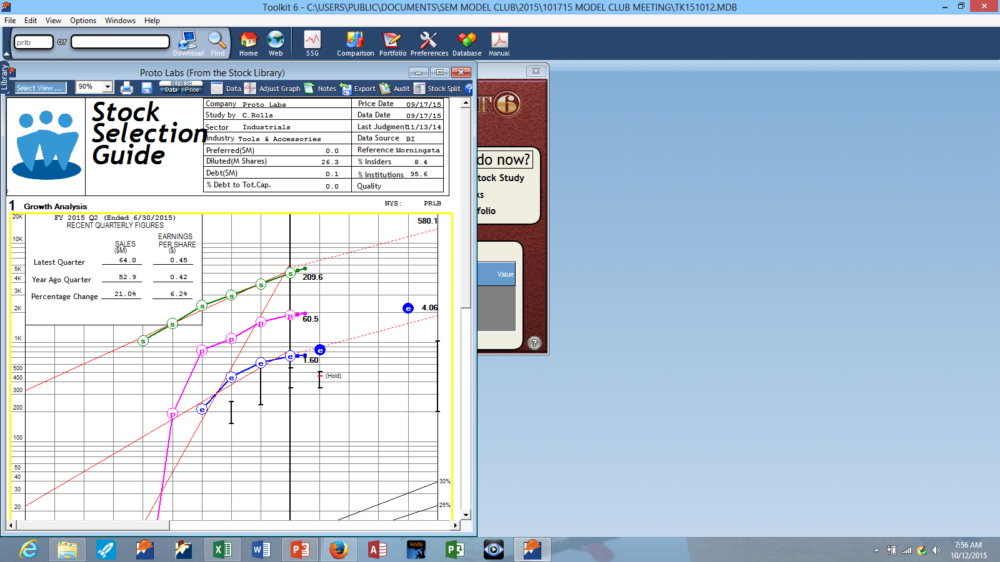 Toolkit 6 - C:\USERS\PUBLIC\DOCUMENTS\SEM MODEL CLUB\2015\101715 MODEL CLUB MEETING\TK151012.MDB
File Edit View Options Windows Help
prlb or Download Find Home Web SSG Comparison Portfolio Preferences Database Manual
Library
Proto Labs (From the Stock Library)
Select View ... 90% REFRESH Data Price Data Adjust Graph Notes Export Audit Stock Split ?
Stock
Selection
Guide
Company Proto Labs Price Date 09/17/15
Study by C.Rolls Data Date 09/17/15
Sector Industrials Last Judgment 11/13/14
Industry Tools & Accessories Data Source BI
Preferred($M) 0.0 Reference Morningsta
Diluted(M Shares) 26.3 % Insiders 8.4
Debt($M) 0.1 % Institutions 95.6
% Debt to Tot.Cap. 0.0 Quality
1 Growth Analysis NYS: PRLB
FY 2015 Q2 (Ended 6/30/2015)
RECENT QUARTERLY FIGURES
SALES ($M) EARNINGS PER SHARE ($)
Latest Quarter 64.0 0.45
Year Ago Quarter 52.9 0.42
Percentage Change 21.0% 6.2%
20K
10K
5K
4K
3K
2K
1K
500
400
300
200
100
50
40
30
20
580.1
209.6
4.06
60.5
1.60
(Hold)
30%
25%
s s s s s s
p p p p p
e e e e e e
T 6
do now?
tock Study
ks
folio
Value
?
kindle
7:56 AM
10/12/2015